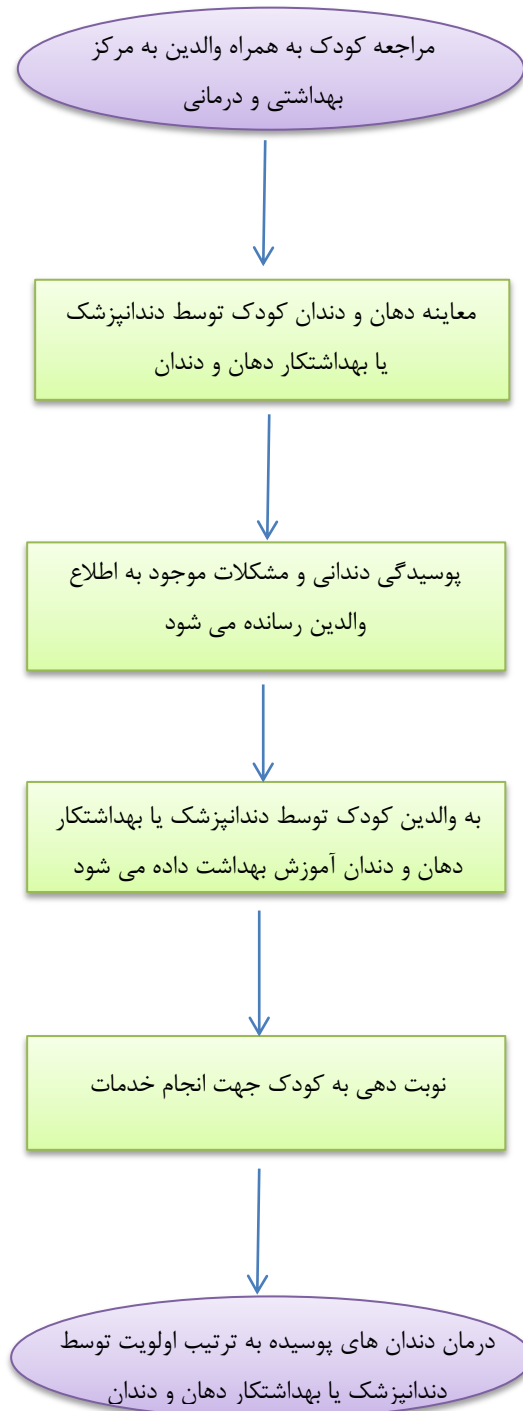 مراجعه کودک به همراه والدین به مرکز
بهداشتی و درمانی
معاینه دهان و دندان کودک توسط دندانپزشک
یا بهداشتکار دهان و دندان
پوسیدگی دندانی و مشکلات موجود به اطلاع
والدین رسانده می شود
به والدین کودک توسط دندانپزشک یا بهداشتکار
دهان و دندان آموزش بهداشت داده می شود
نوبت دهی به کودک جهت انجام خدمات
درمان دندان های پوسیده به ترتیب اولویت توسط
دندانپزشک یا بهداشتکار دهان و دندان